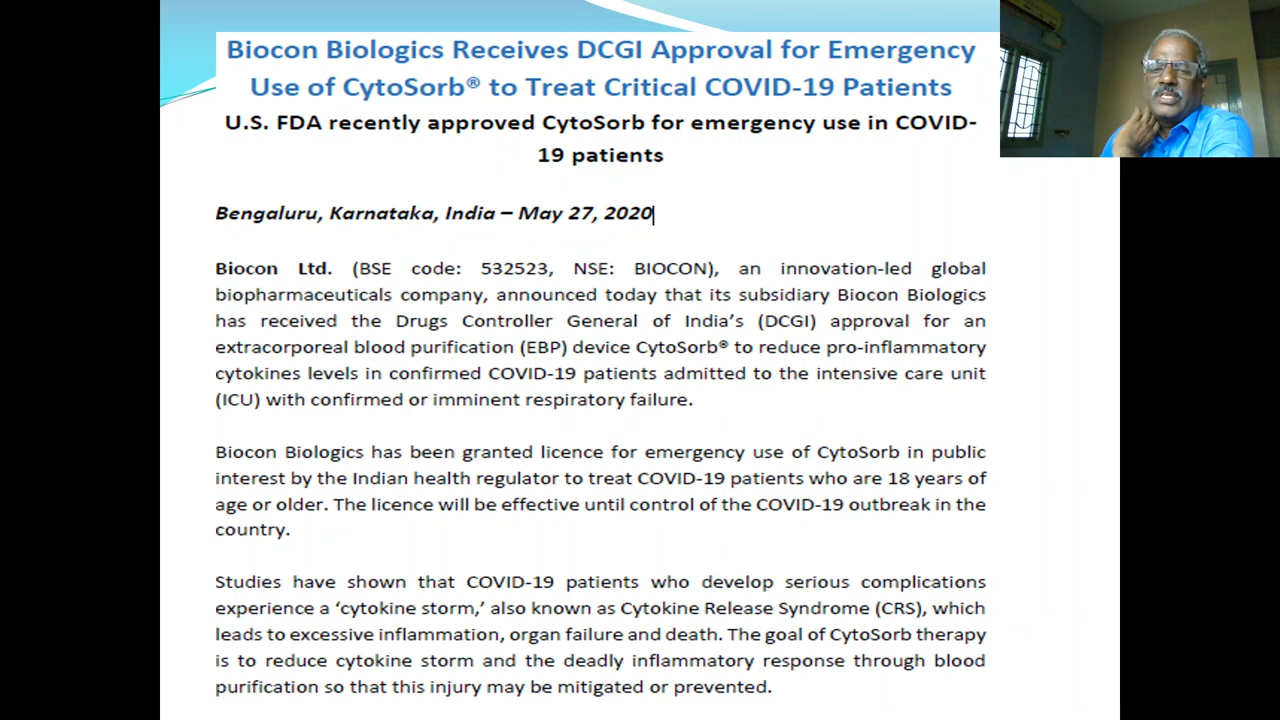 Biocon Biologics Receives DCGI Approval for Emergency
Use of CytoSorb® to Treat Critical COVID-19 Patients
U.S. FDA recently approved CytoSorb for emergency use in COVID-
19 patients
Bengaluru, Karnataka, India – May 27, 2020
Biocon Ltd. (BSE code: 532523, NSE: BIOCON), an innovation-led global
biopharmaceuticals company, announced today that its subsidiary Biocon Biologics
has received the Drugs Controller General of India’s (DCGI) approval for an
extracorporeal blood purification (EBP) device CytoSorb® to reduce pro-inflammatory
cytokines levels in confirmed COVID-19 patients admitted to the intensive care unit
(ICU) with confirmed or imminent respiratory failure.
Biocon Biologics has been granted licence for emergency use of CytoSorb in public
interest by the Indian health regulator to treat COVID-19 patients who are 18 years of
age or older. The licence will be effective until control of the COVID-19 outbreak in the
country.
Studies have shown that COVID-19 patients who develop serious complications
experience a ‘cytokine storm,’ also known as Cytokine Release Syndrome (CRS), which
leads to excessive inflammation, organ failure and death. The goal of CytoSorb therapy
is to reduce cytokine storm and the deadly inflammatory response through blood
purification so that this injury may be mitigated or prevented.